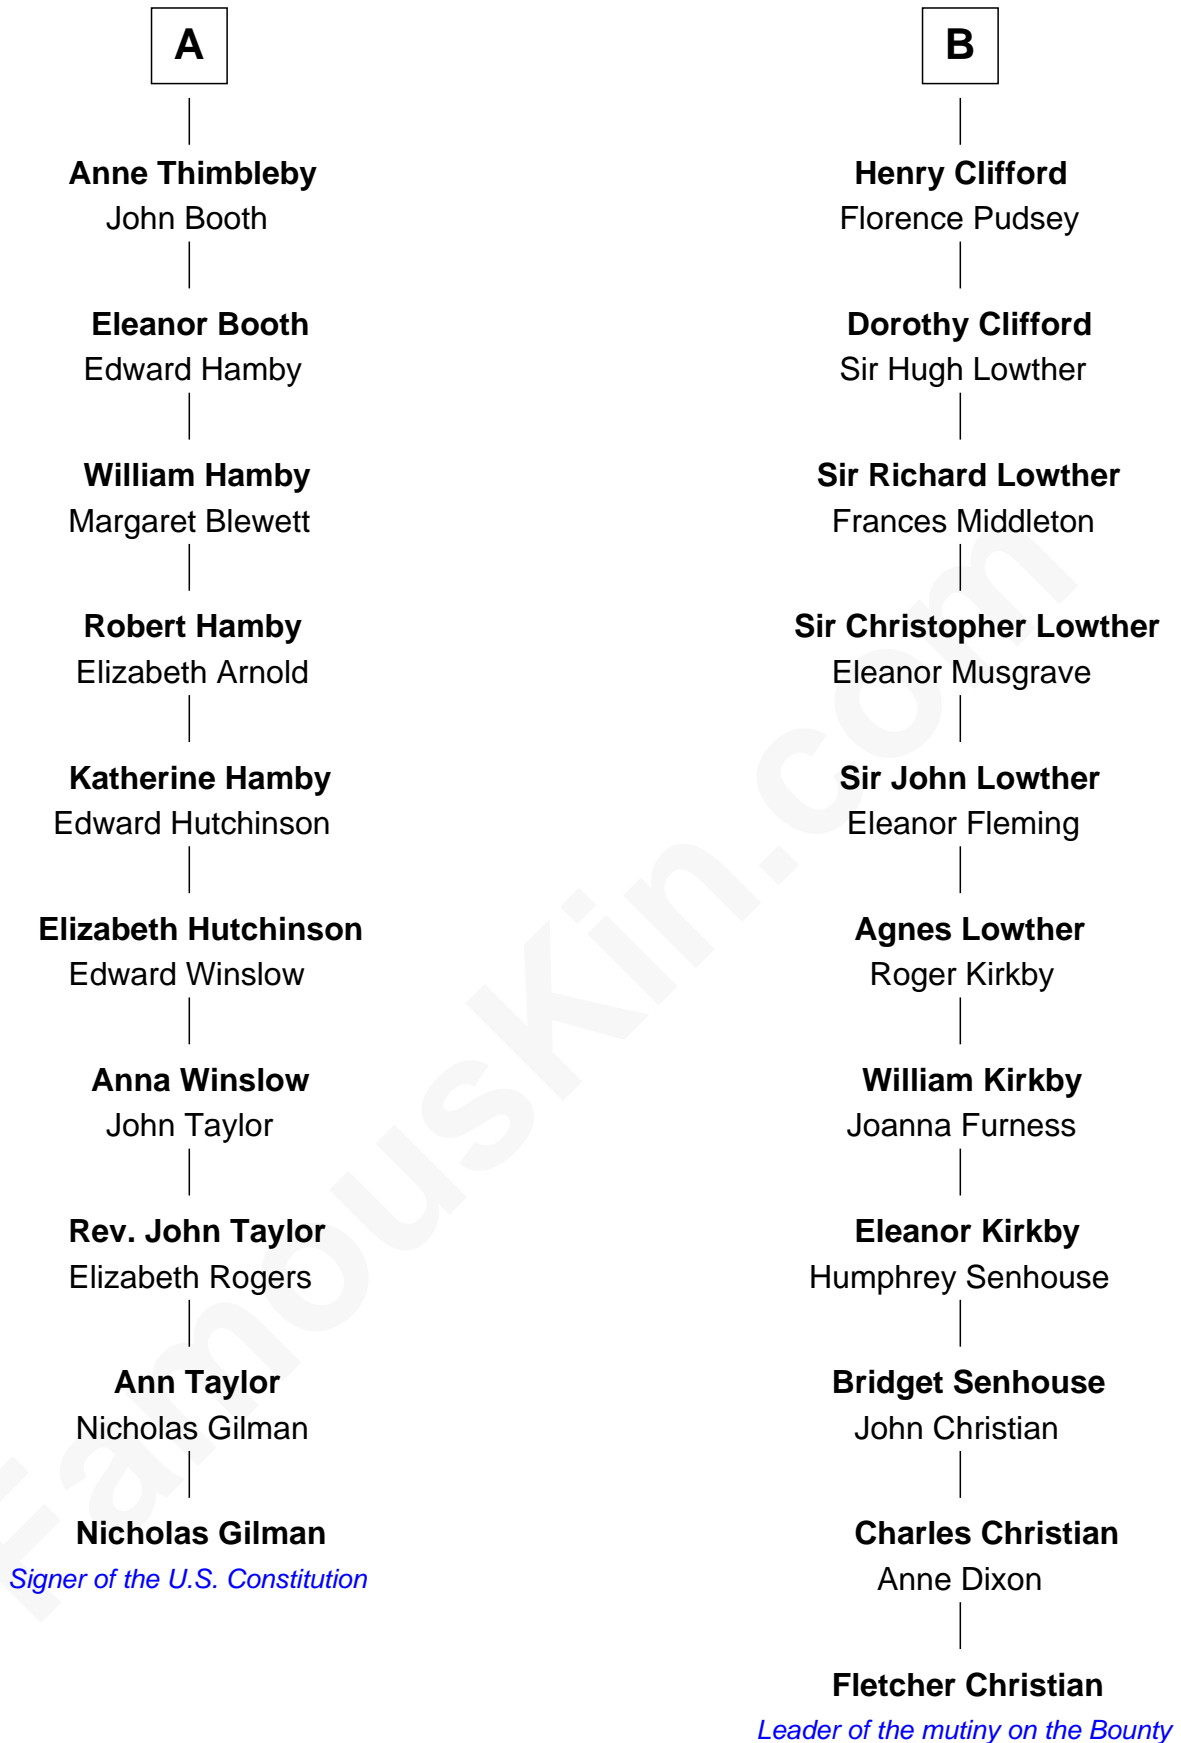 A
Anne Thimbleby
John Booth
Eleanor Booth
Edward Hamby
William Hamby
Margaret Blewett
Robert Hamby
Elizabeth Arnold
Katherine Hamby
Edward Hutchinson
Elizabeth Hutchinson
Edward Winslow
Anna Winslow
John Taylor
Rev. John Taylor
Elizabeth Rogers
Ann Taylor
Nicholas Gilman
Nicholas Gilman
Signer of the U.S. Constitution
B
Henry Clifford
Florence Pudsey
Dorothy Clifford
Sir Hugh Lowther
Sir Richard Lowther
Frances Middleton
Sir Christopher Lowther
Eleanor Musgrave
Sir John Lowther
Eleanor Fleming
Agnes Lowther
Roger Kirkby
William Kirkby
Joanna Furness
Eleanor Kirkby
Humphrey Senhouse
Bridget Senhouse
John Christian
Charles Christian
Anne Dixon
Fletcher Christian
Leader of the mutiny on the Bounty
FamousKin.com